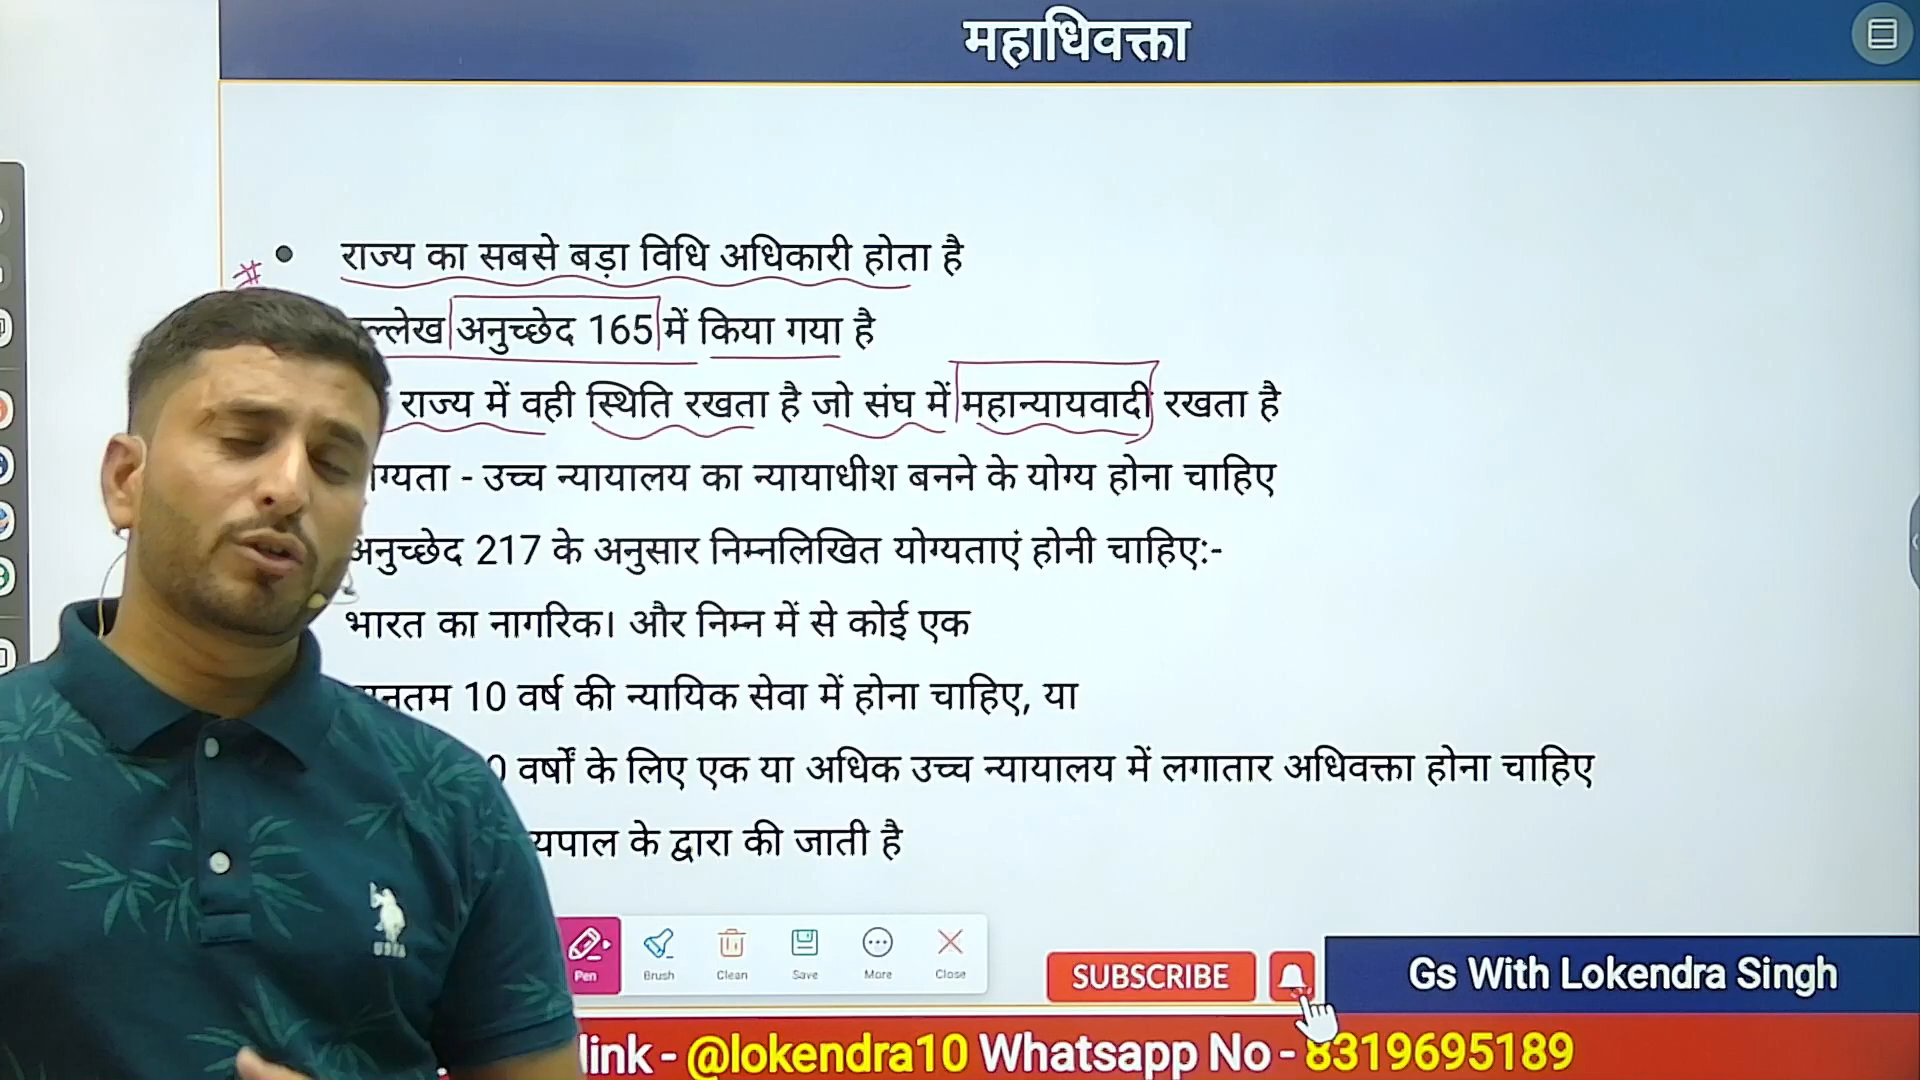 महाधिवक्ता
राज्य का सबसे बड़ा विधि अधिकारी होता है
अनुच्छेद 165 में किया गया है
राज्य में वही स्थिति रखता है जो संघ में महान्यायवादी रखता है
उच्च न्यायालय का न्यायाधीश बनने के योग्य होना चाहिए
अनुच्छेद 217 के अनुसार निम्नलिखित योग्यताएं होनी चाहिए:-
भारत का नागरिक। और निम्न में से कोई एक
10 वर्ष की न्यायिक सेवा में होना चाहिए, या
वर्षों के लिए एक या अधिक उच्च न्यायालय में लगातार अधिवक्ता होना चाहिए
के द्वारा की जाती है
Pen Brush Clean Save More Close
SUBSCRIBE
Gs With Lokendra Singh
link - @lokendra10 Whatsapp No - 8319695189